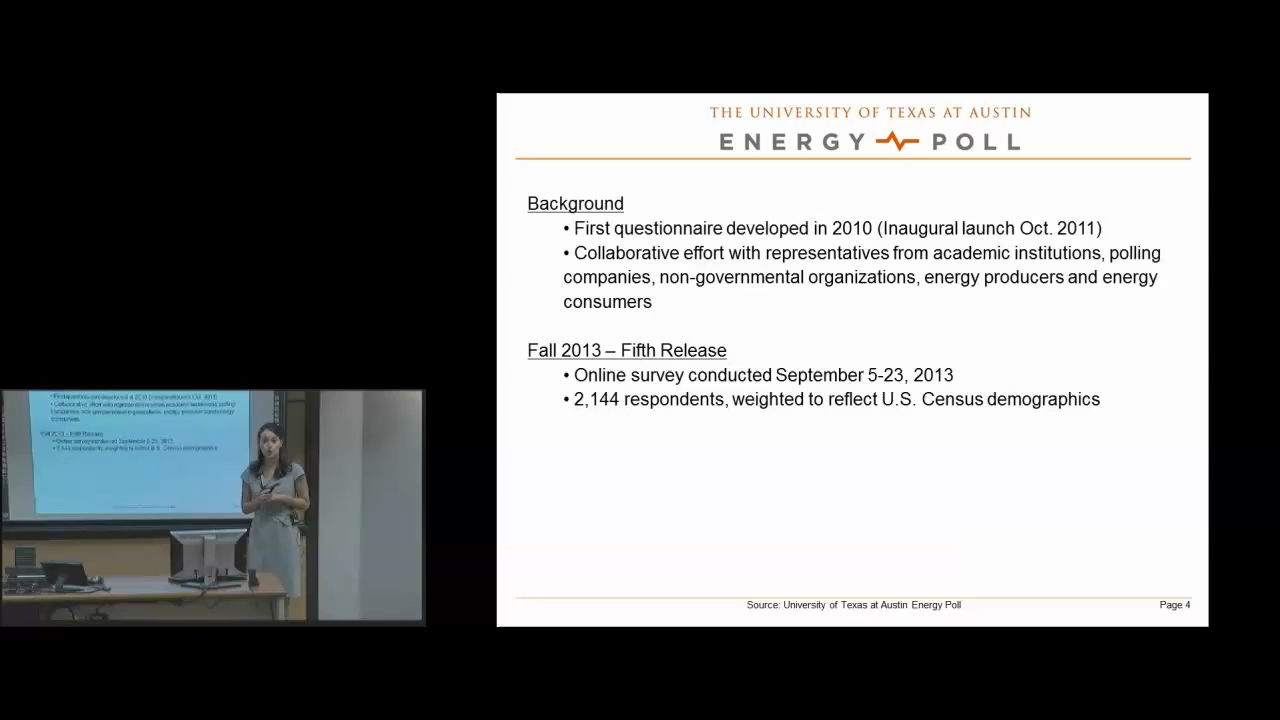 THE UNIVERSITY OF TEXAS AT AUSTIN
ENERGY POLL
Background
• First questionnaire developed in 2010 (Inaugural launch Oct. 2011)
• Collaborative effort with representatives from academic institutions, polling
companies, non-governmental organizations, energy producers and energy
consumers
Fall 2013 – Fifth Release
• Online survey conducted September 5-23, 2013
• 2,144 respondents, weighted to reflect U.S. Census demographics
Source: University of Texas at Austin Energy Poll
Page 4